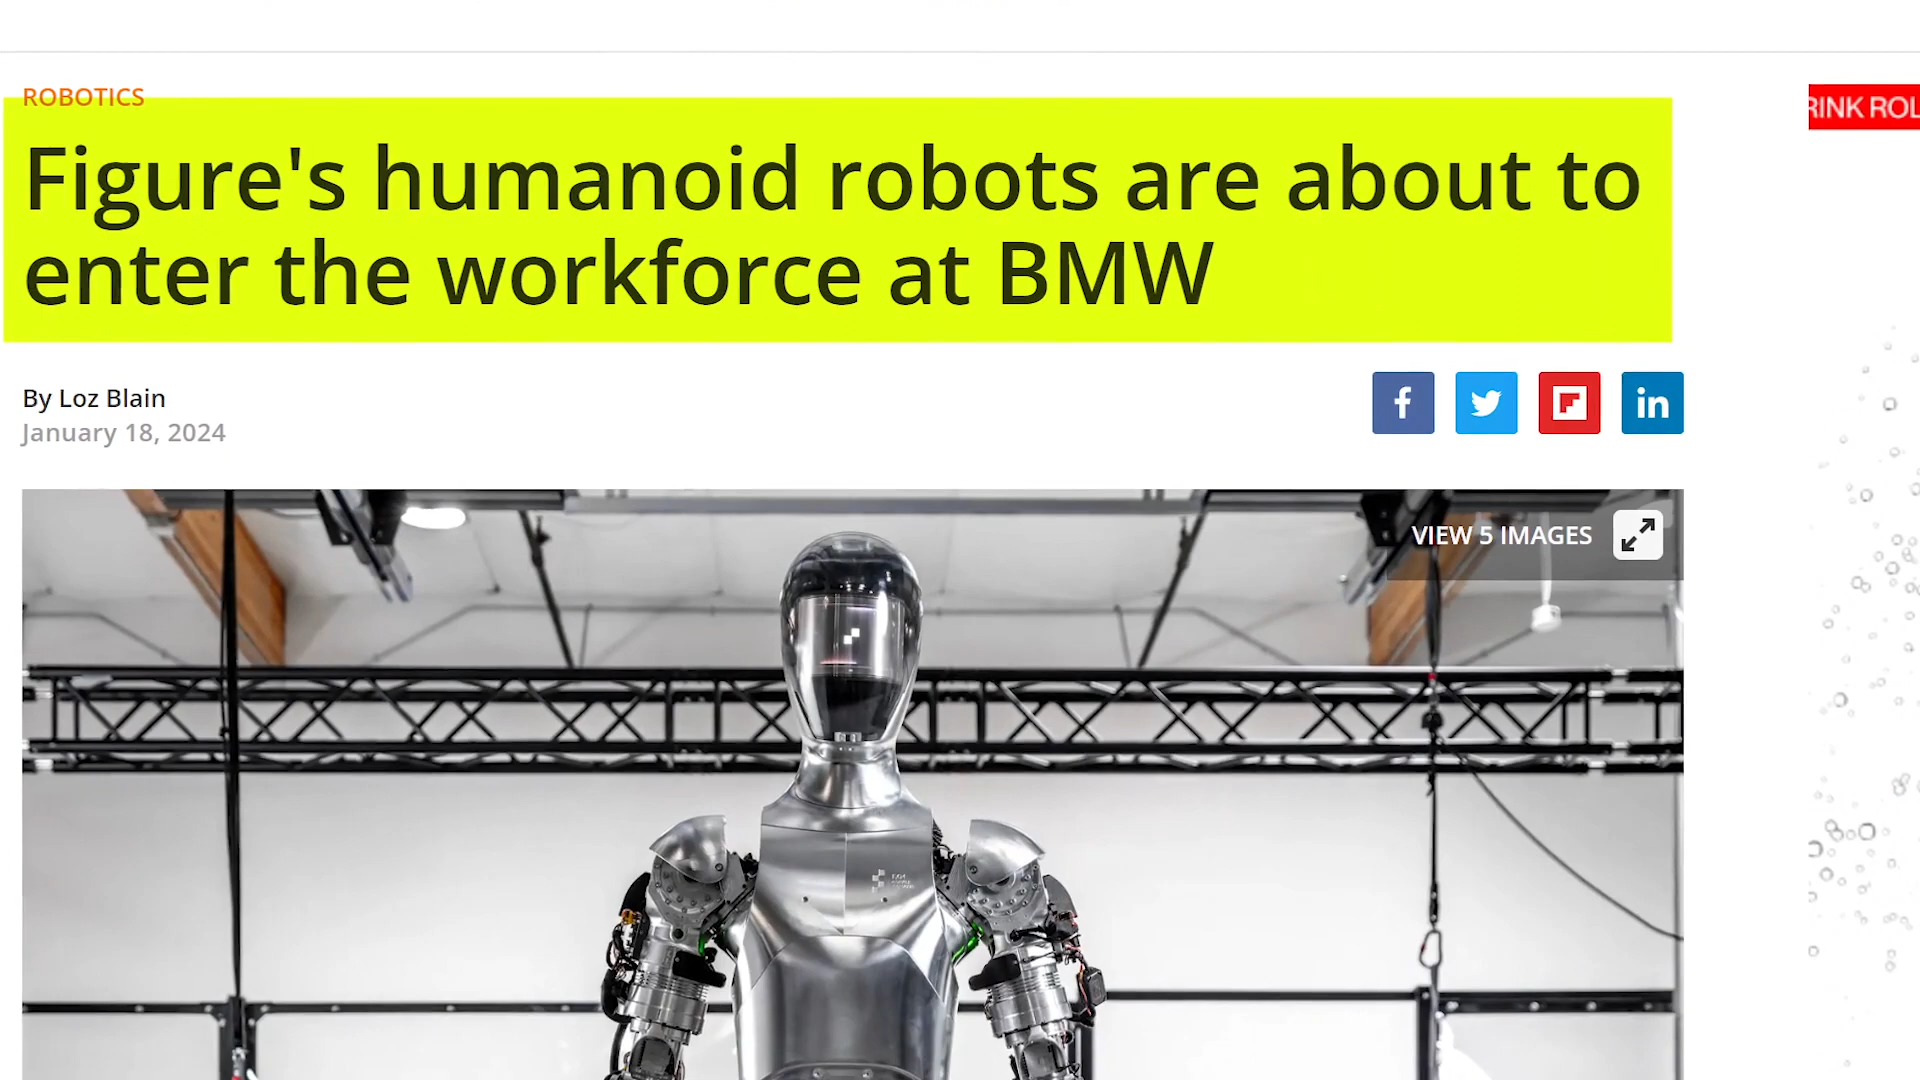 ROBOTICS
RINK ROL
Figure's humanoid robots are about to
enter the workforce at BMW
By Loz Blain
January 18, 2024
VIEW 5 IMAGES